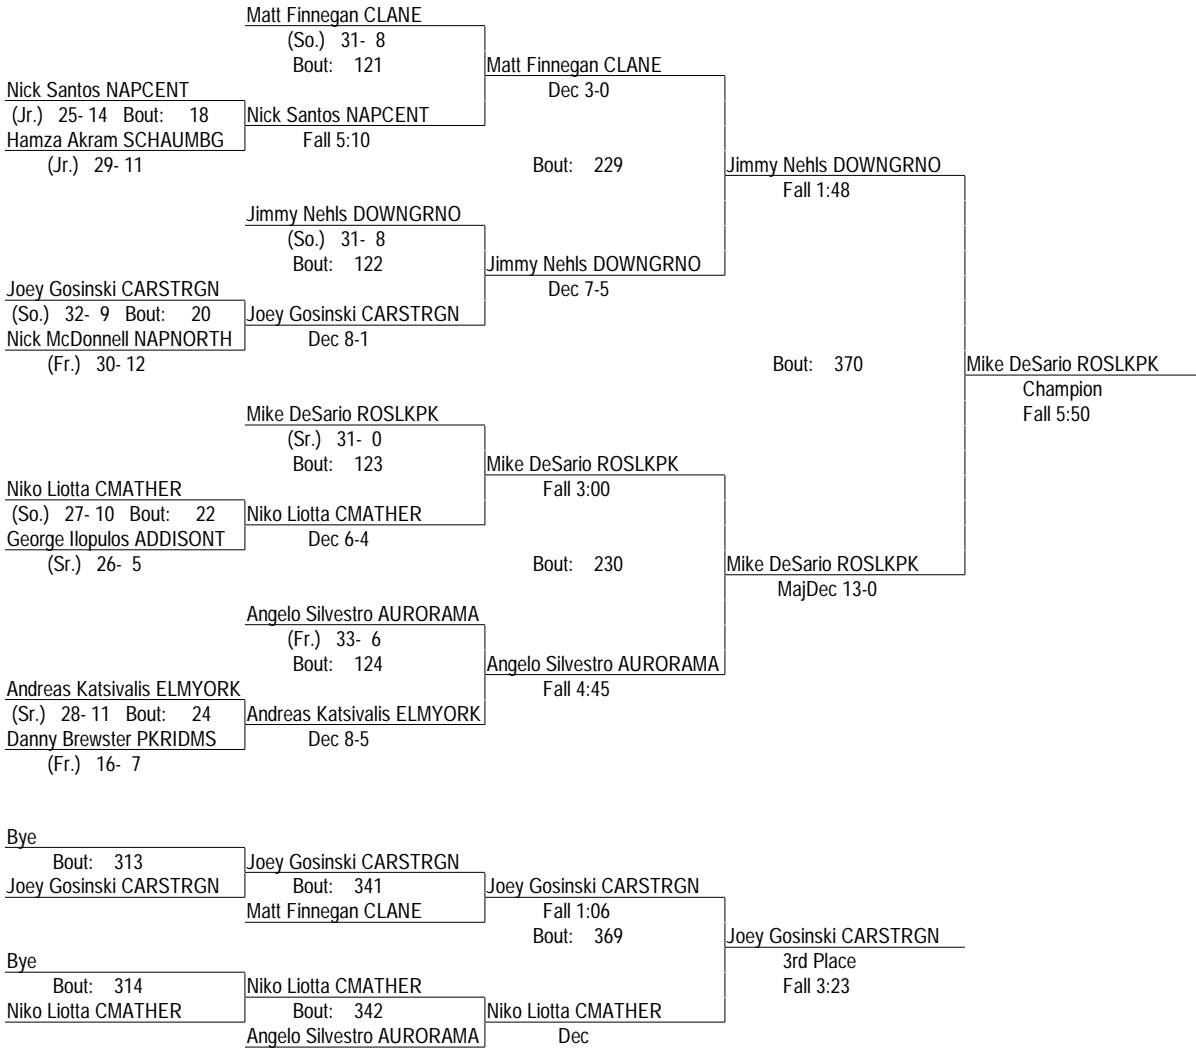 Matt Finnegan CLANE
(So.) 31- 8
Bout: 121
Matt Finnegan CLANE
Dec 3-0
Nick Santos NAPCENT
(Jr.) 25- 14 Bout: 18
Nick Santos NAPCENT
Hamza Akram SCHAUMBG
Fall 5:10
(Jr.) 29- 11
Bout: 229
Jimmy Nehls DOWNGRNO
Fall 1:48
Jimmy Nehls DOWNGRNO
(So.) 31- 8
Bout: 122
Jimmy Nehls DOWNGRNO
Dec 7-5
Joey Gosinski CARSTRGN
(So.) 32- 9 Bout: 20
Joey Gosinski CARSTRGN
Nick McDonnell NAPNORTH
Dec 8-1
(Fr.) 30- 12
Bout: 370
Mike DeSario ROSLKPK
Champion
Fall 5:50
Mike DeSario ROSLKPK
(Sr.) 31- 0
Bout: 123
Mike DeSario ROSLKPK
Fall 3:00
Niko Liotta CMATHER
(So.) 27- 10 Bout: 22
Niko Liotta CMATHER
George Ilopulos ADDISONT
Dec 6-4
(Sr.) 26- 5
Bout: 230
Mike DeSario ROSLKPK
MajDec 13-0
Angelo Silvestro AURORAMA
(Fr.) 33- 6
Bout: 124
Angelo Silvestro AURORAMA
Fall 4:45
Andreas Katsivalis ELMYORK
(Sr.) 28- 11 Bout: 24
Andreas Katsivalis ELMYORK
Danny Brewster PKRIDMS
Dec 8-5
(Fr.) 16- 7
Bye
Bout: 313
Joey Gosinski CARSTRGN
Joey Gosinski CARSTRGN
Bout: 341
Joey Gosinski CARSTRGN
Matt Finnegan CLANE
Fall 1:06
Bout: 369
Joey Gosinski CARSTRGN
3rd Place
Fall 3:23
Bye
Bout: 314
Niko Liotta CMATHER
Niko Liotta CMATHER
Bout: 342
Niko Liotta CMATHER
Angelo Silvestro AURORAMA
Dec